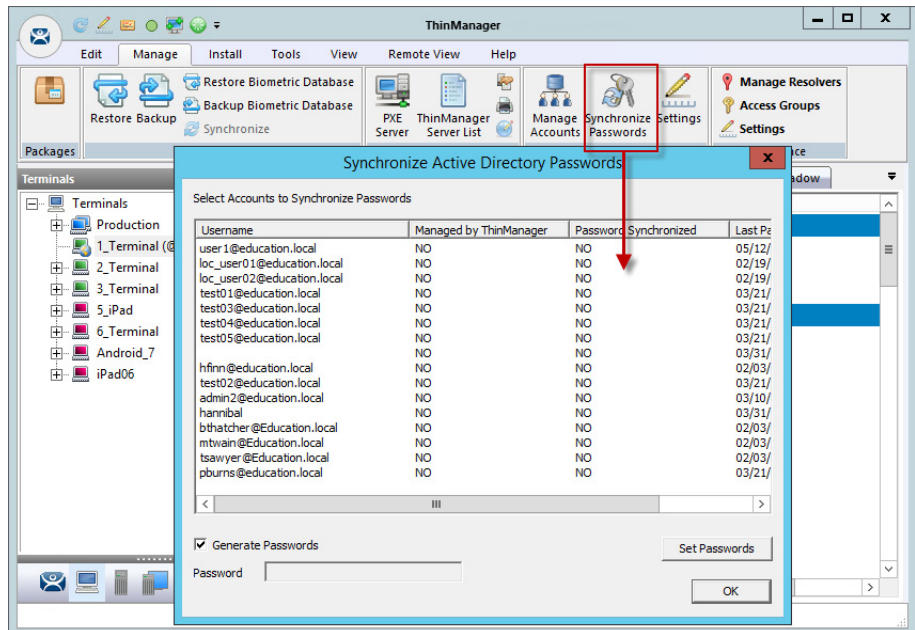 ThinManager
Edit Manage Install Tools View Remote View Help
Restore Backup
Restore Biometric Database
Backup Biometric Database
Synchronize
PXE Server
ThinManager Server List
Manage Accounts
Synchronize Passwords
Settings
Manage Resolvers
Access Groups
Settings
Packages
Terminals
Terminals
Production
1_Terminal (
2_Terminal
3_Terminal
5_iPad
6_Terminal
Android_7
iPad06
Synchronize Active Directory Passwords
Select Accounts to Synchronize Passwords
Username Managed by ThinManager Password Synchronized Last Pa
user1@education.local NO NO 05/12/
loc_user01@education.local NO NO 02/19/
loc_user02@education.local NO NO 02/19/
test01@education.local NO NO 03/21/
test03@education.local NO NO 03/21/
test04@education.local NO NO 03/21/
test05@education.local NO NO 03/21/
NO NO 03/31/
hfinn@education.local NO NO 02/03/
test02@education.local NO NO 03/21/
admin2@education.local NO NO 03/10/
hannibal NO NO 03/31/
bthatcher@Education.local NO NO 02/03/
mtwain@Education.local NO NO 02/03/
tsawyer@Education.local NO NO 02/03/
pburns@education.local NO NO 03/21/
Generate Passwords
Set Passwords
Password
OK